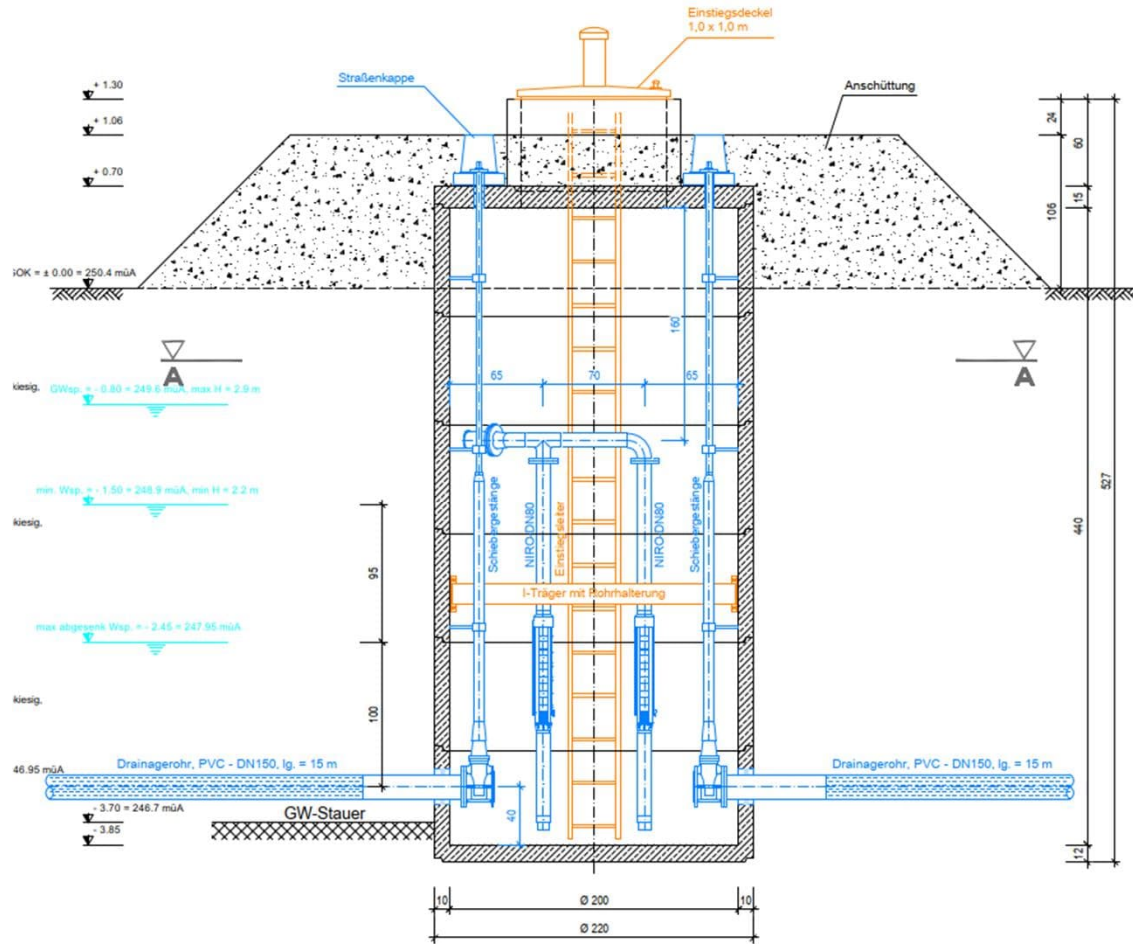 Einstiegsdeckel
1,0 x 1,0 m
Straßenkappe
Anschüttung
+ 1.30
+ 1.06
+ 0.70
24
60
15
106
OK = ± 0.00 = 250.4 müA
160
A
A
65
70
65
kiesig,
GWsp. = - 0.80 = 249.6 müA, max H = 2.9 m
min. Wsp. = - 1.50 = 248.9 müA, min H = 2.2 m
kiesig,
Schiebergestänge
NIRO-DN80
Einstiegsleiter
NIRO-DN80
Schiebergestänge
527
440
95
I-Träger mit Rohrhalterung
max abgesenk Wsp. = - 2.45 = 247.95 müA
kiesig,
100
46.95 müA
Drainagerohr, PVC - DN150, lg. = 15 m
Drainagerohr, PVC - DN150, lg. = 15 m
- 3.70 = 246.7 müA
GW-Stauer
40
- 3.85
12
10
Ø 200
10
Ø 220